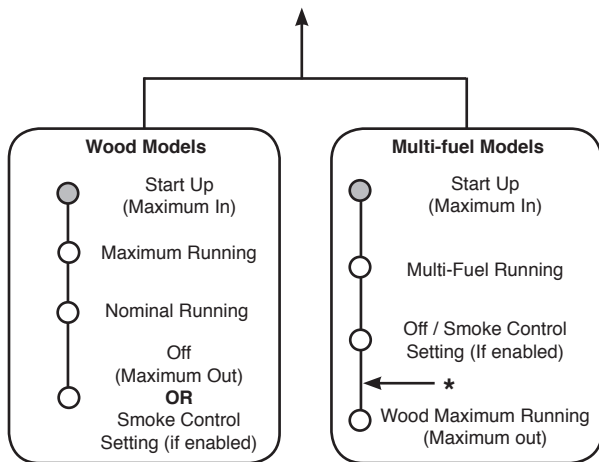 Wood Models
Start Up
(Maximum In)
Maximum Running
Nominal Running
Off
(Maximum Out)
OR
Smoke Control
Setting (if enabled)
Multi-fuel Models
Start Up
(Maximum In)
Multi-Fuel Running
Off / Smoke Control
Setting (If enabled)
*
Wood Maximum Running
(Maximum out)